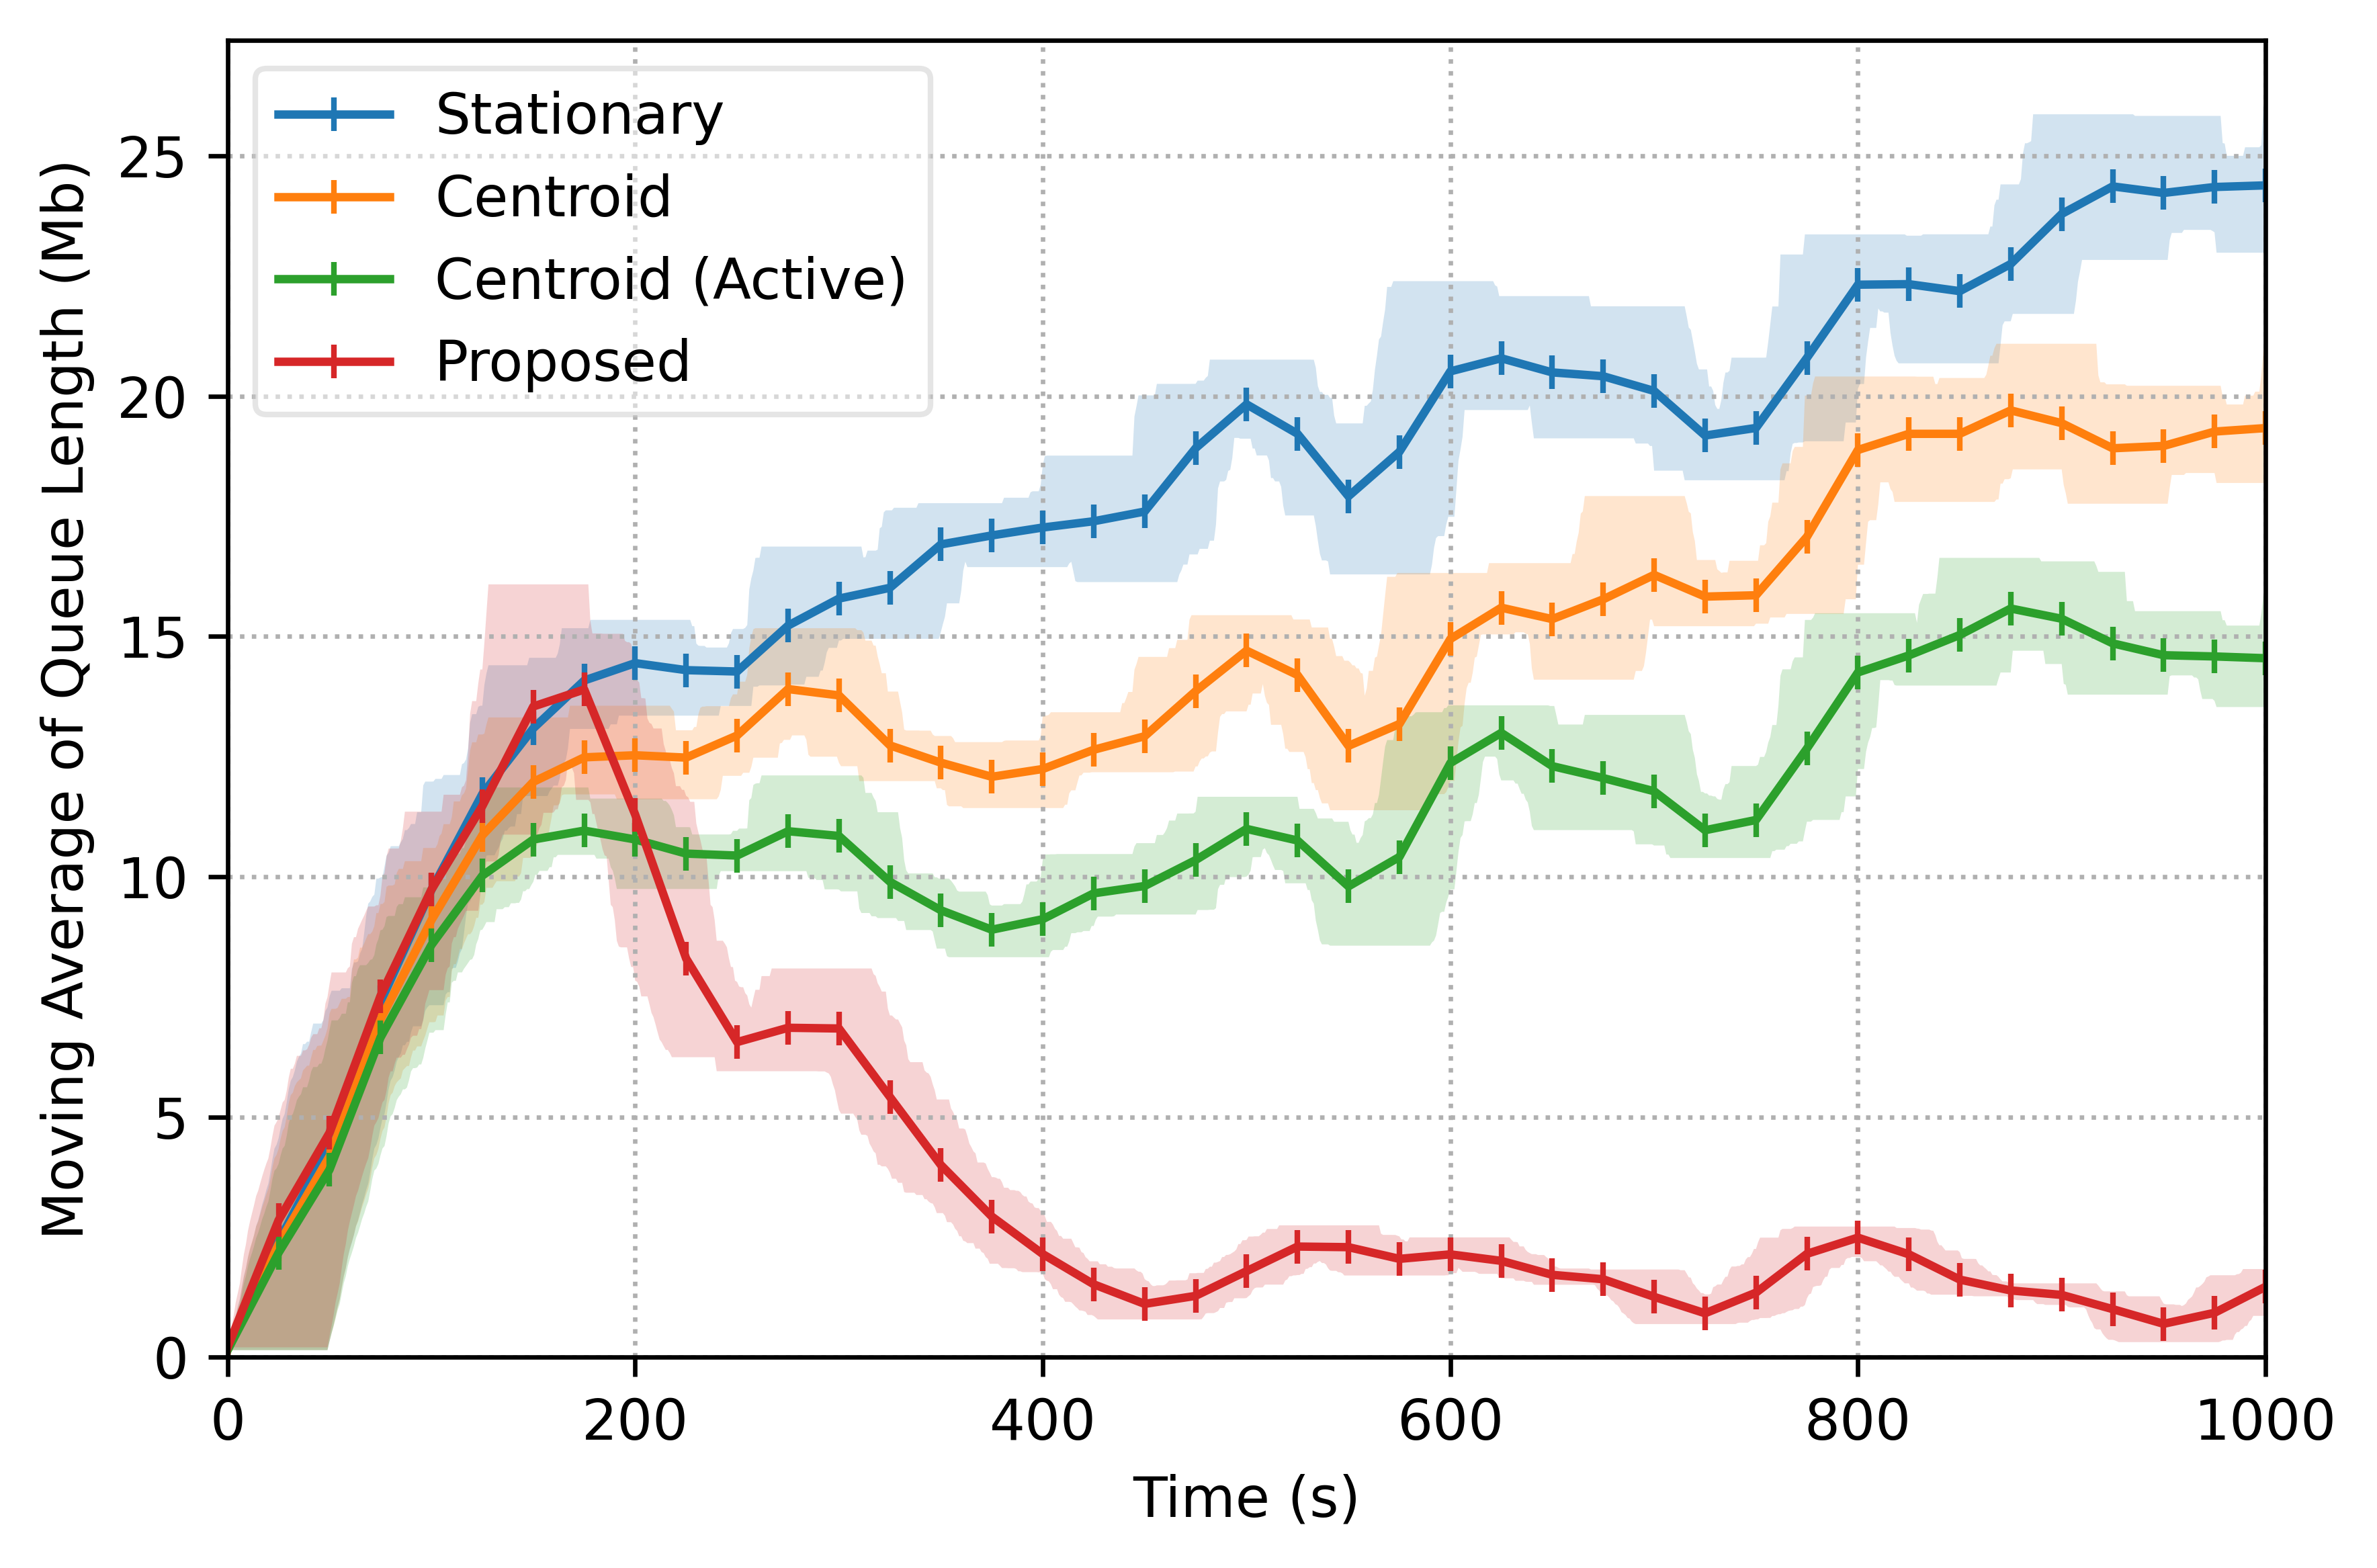 Moving Average of Queue Length (Mb)
25
20
15
10
5
0
Stationary
Centroid
Centroid (Active)
Proposed
0 200 400 600 800 1000
Time (s)